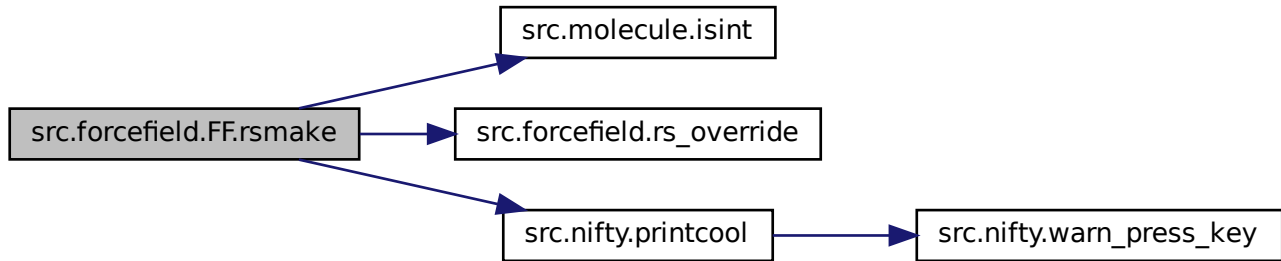 src.molecule.isint
src.forcefield.FF.rsmake
src.forcefield.rs_override
src.nifty.printcool
src.nifty.warn_press_key